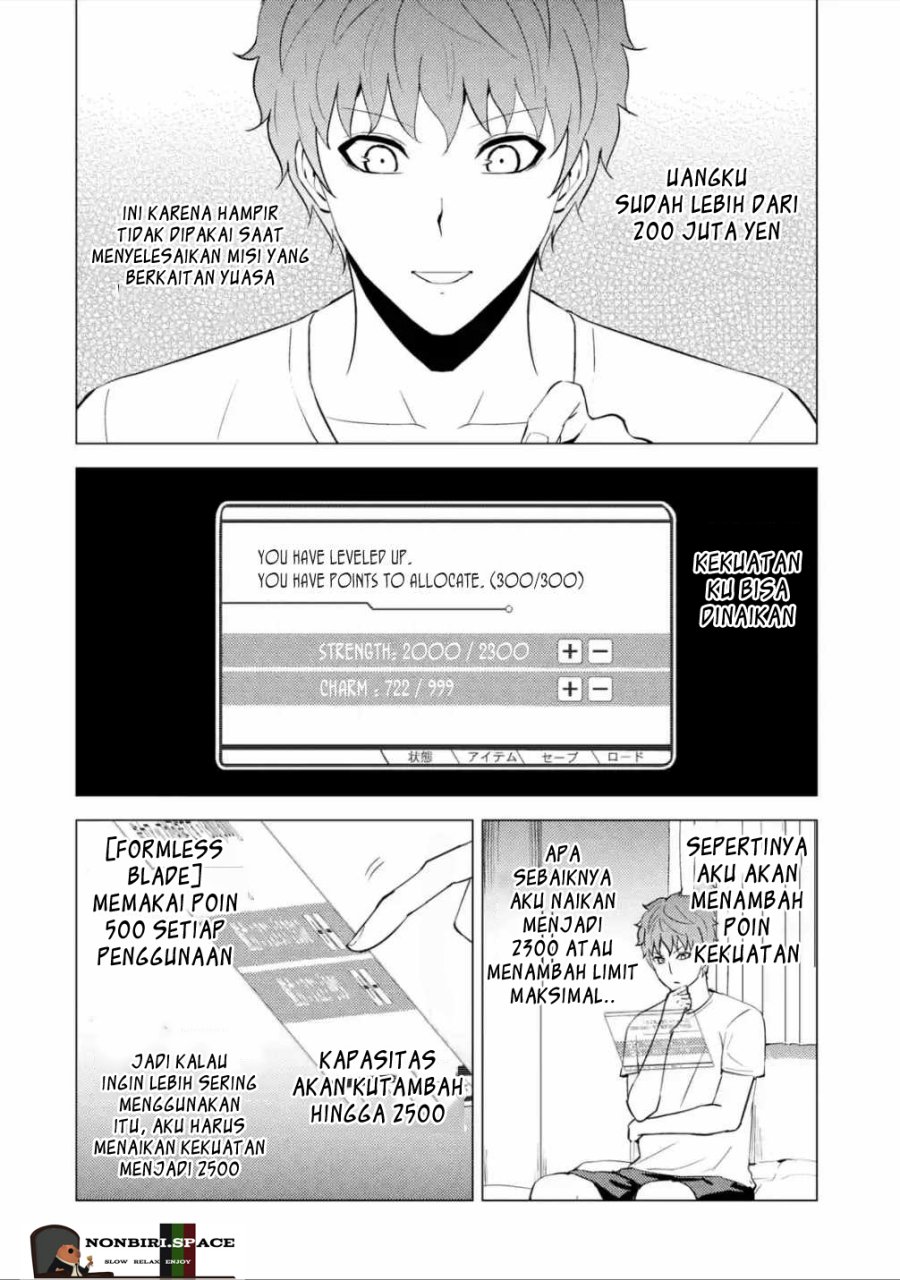 UANGKU
SUDAH LEBIH DARI
200 JUTA YEN
INI KARENA HAMPIR
TIDAK DIPAKAI SAAT
MENYELESAIKAN MISI YANG
BERKAITAN YUASA
KEKUATAN
KU BISA
DINAIKAN
YOU HAVE LEVELED UP.
YOU HAVE POINTS TO ALLOCATE. (300/300)
STRENGTH: 2000 / 2300 + -
CHARM : 722 / 999 + -
状態 アイテム セーブ ロード
SEPERTINYA
AKU AKAN
MENAMBAH
POIN
KEKUATAN
APA
SEBAIKNYA
AKU NAIKAN
MENJADI
2300 ATAU
MENAMBAH LIMIT
MAKSIMAL..
[FORMLESS
BLADE]
MEMAKAI POIN
500 SETIAP
PENGGUNAAN
KAPASITAS
AKAN KUTAMBAH
HINGGA 2500
JADI KALAU
INGIN LEBIH SERING
MENGGUNAKAN
ITU, AKU HARUS
MENAIKAN KEKUATAN
MENJADI 2500
NONBIRI.SPACE
SLOW RELAX ENJOY